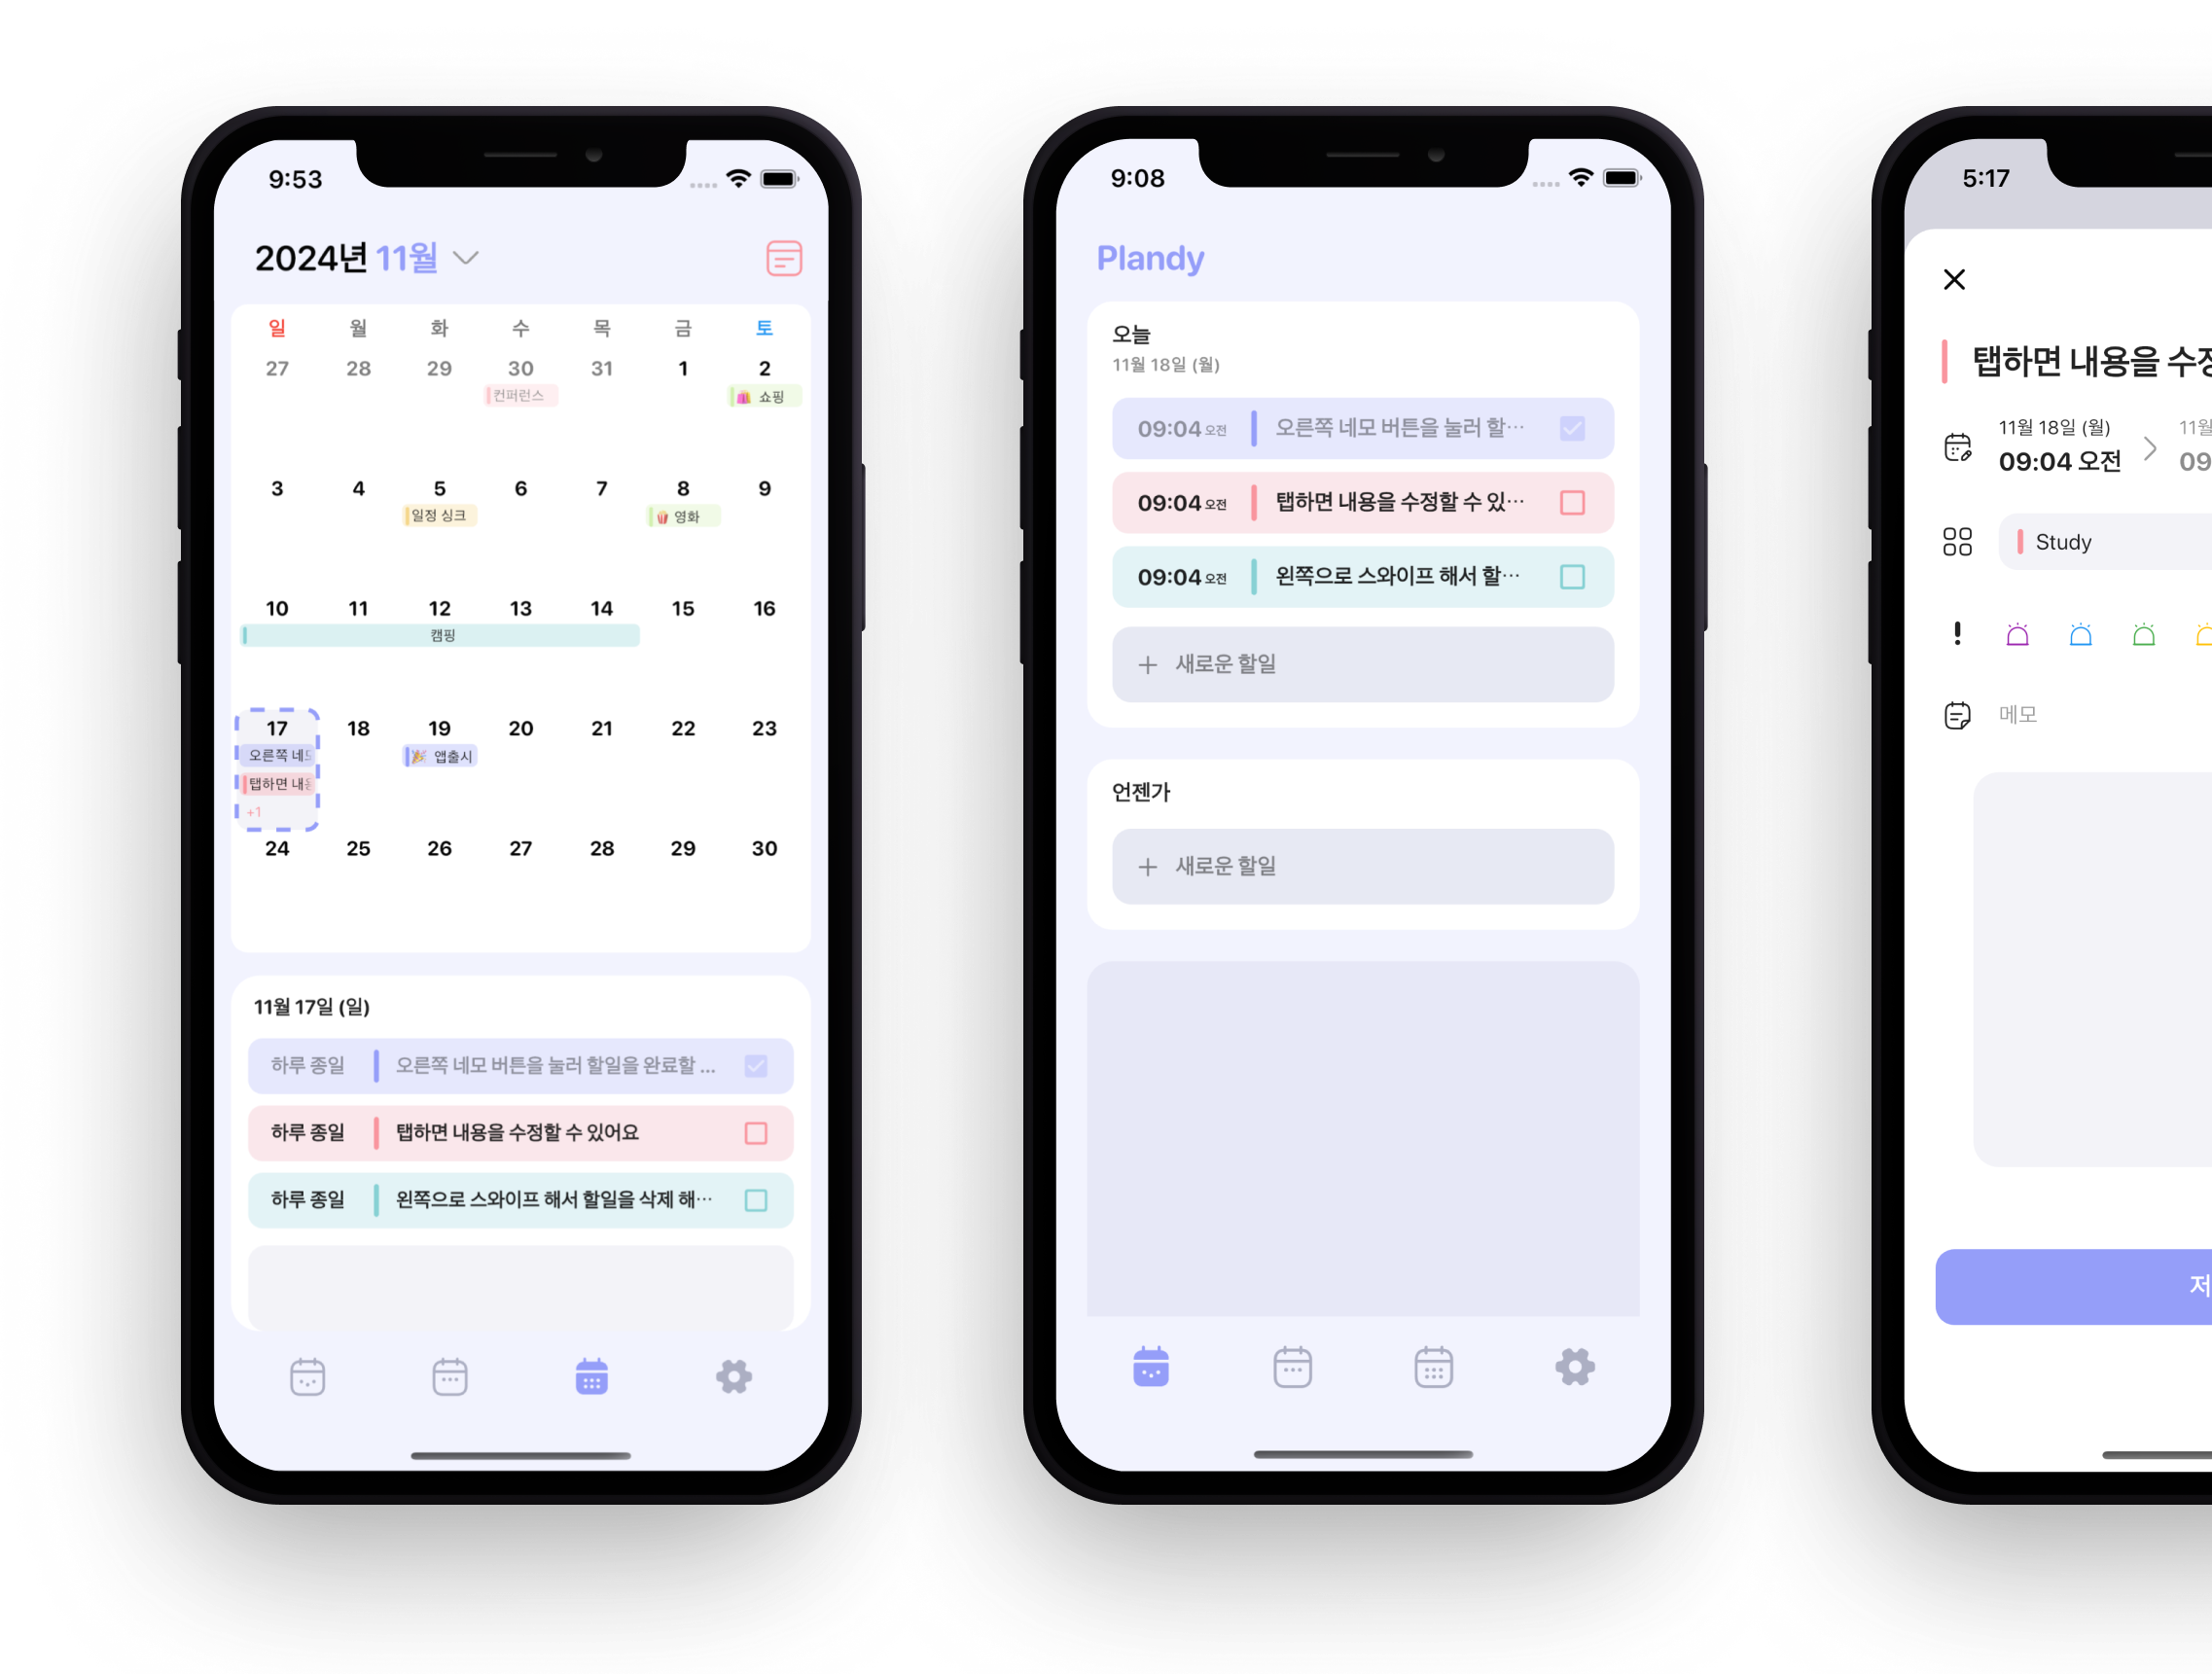 9:53
2024년 11월
일 월 화 수 목 금 토
27 28 29 30 31 1 2
컨퍼런스 쇼핑
3 4 5 6 7 8 9
일정 싱크 영화
10 11 12 13 14 15 16
캠핑
17 18 19 20 21 22 23
오른쪽 네 앱출시
탭하면 내
+1
24 25 26 27 28 29 30
11월 17일 (일)
하루 종일 오른쪽 네모 버튼을 눌러 할일을 완료할 ...
하루 종일 탭하면 내용을 수정할 수 있어요
하루 종일 왼쪽으로 스와이프 해서 할일을 삭제 해…
9:08
Plandy
오늘
11월 18일 (월)
09:04 오전 오른쪽 네모 버튼을 눌러 할…
09:04 오전 탭하면 내용을 수정할 수 있…
09:04 오전 왼쪽으로 스와이프 해서 할…
+ 새로운 할일
언젠가
+ 새로운 할일
5:17
탭하면 내용을 수
11월 18일 (월) 11
09:04 오전 09
Study
메모
저